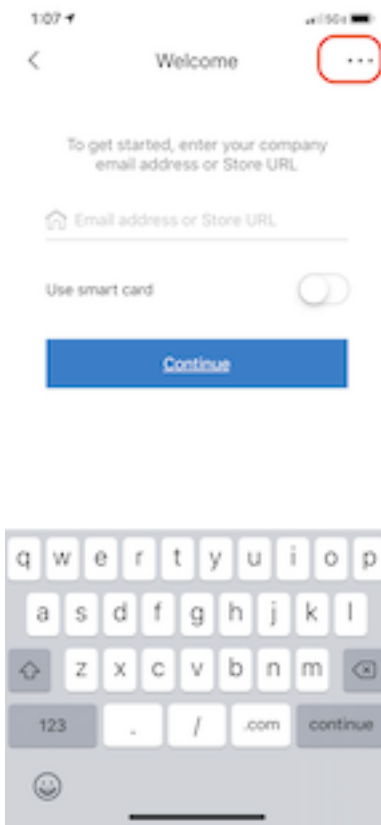 1:07
Welcome
To get started, enter your company
email address or Store URL
Email address or Store URL
Use smart card
Continue
q w e r t y u i o p
a s d f g h j k l
z x c v b n m
123 . / .com continue